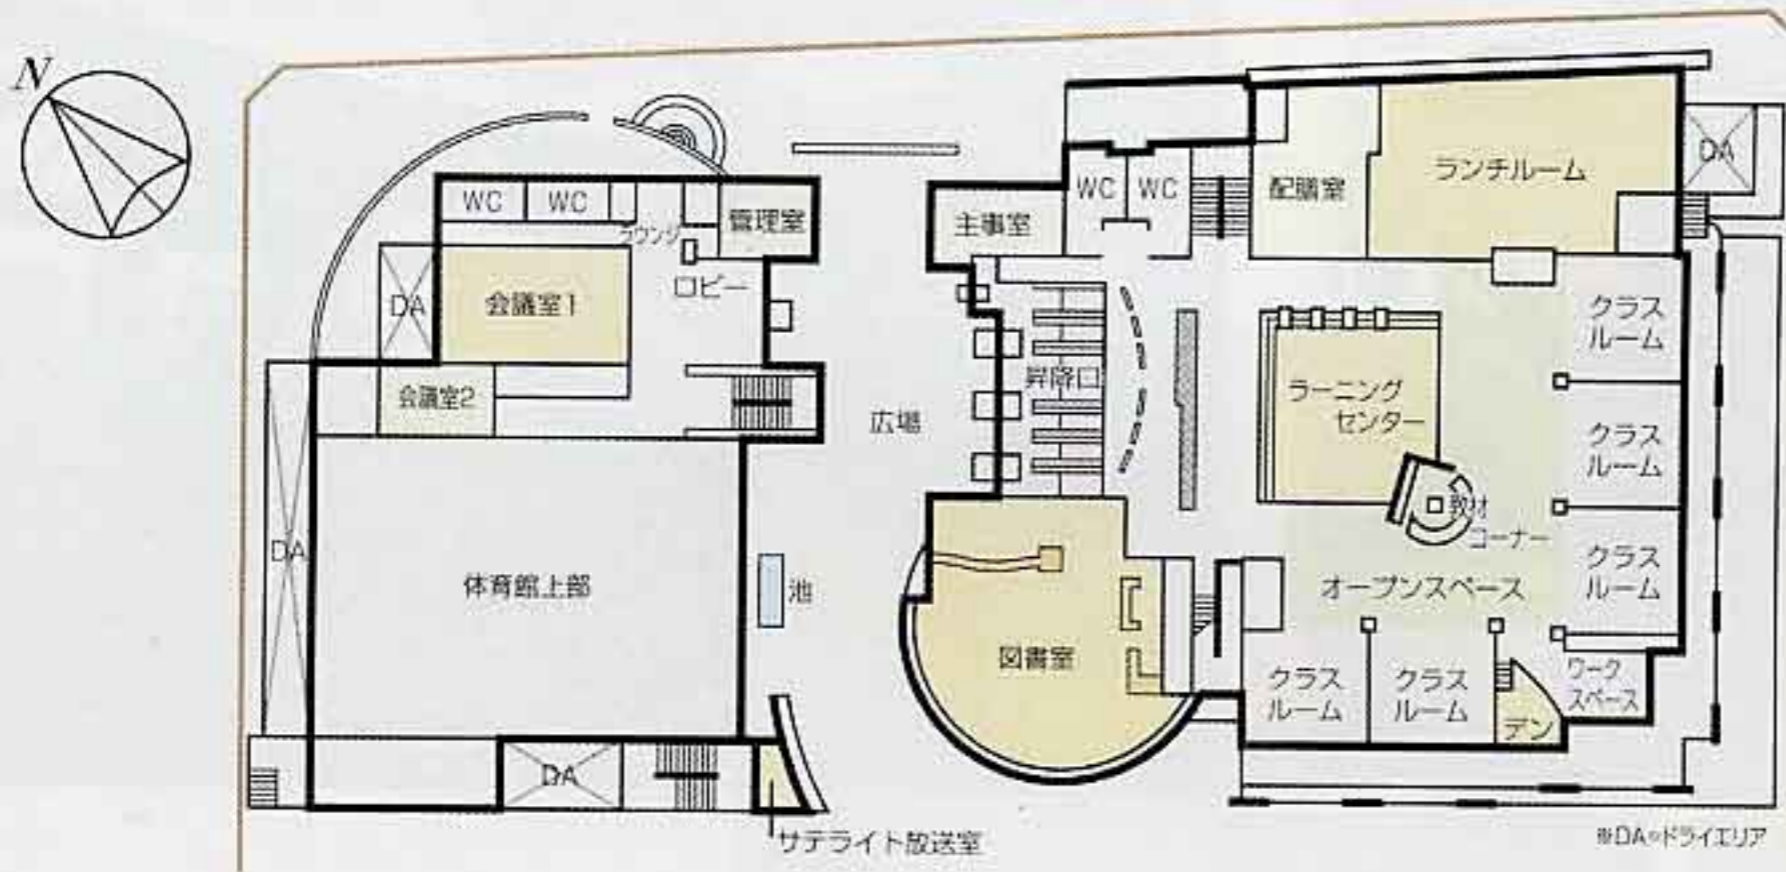 N
WC
WC
ラウンジ
管理室
DA
会議室1
ロビー
会議室2
DA
体育館上部
池
DA
サテライト放送室
広場
主事室
WC
WC
配膳室
ランチルーム
DA
昇降口
ラーニング
センター
教材
コーナー
オープンスペース
クラス
ルーム
クラス
ルーム
クラス
ルーム
図書室
クラス
ルーム
クラス
ルーム
デン
ワーク
スペース
※DA=ドライエリア